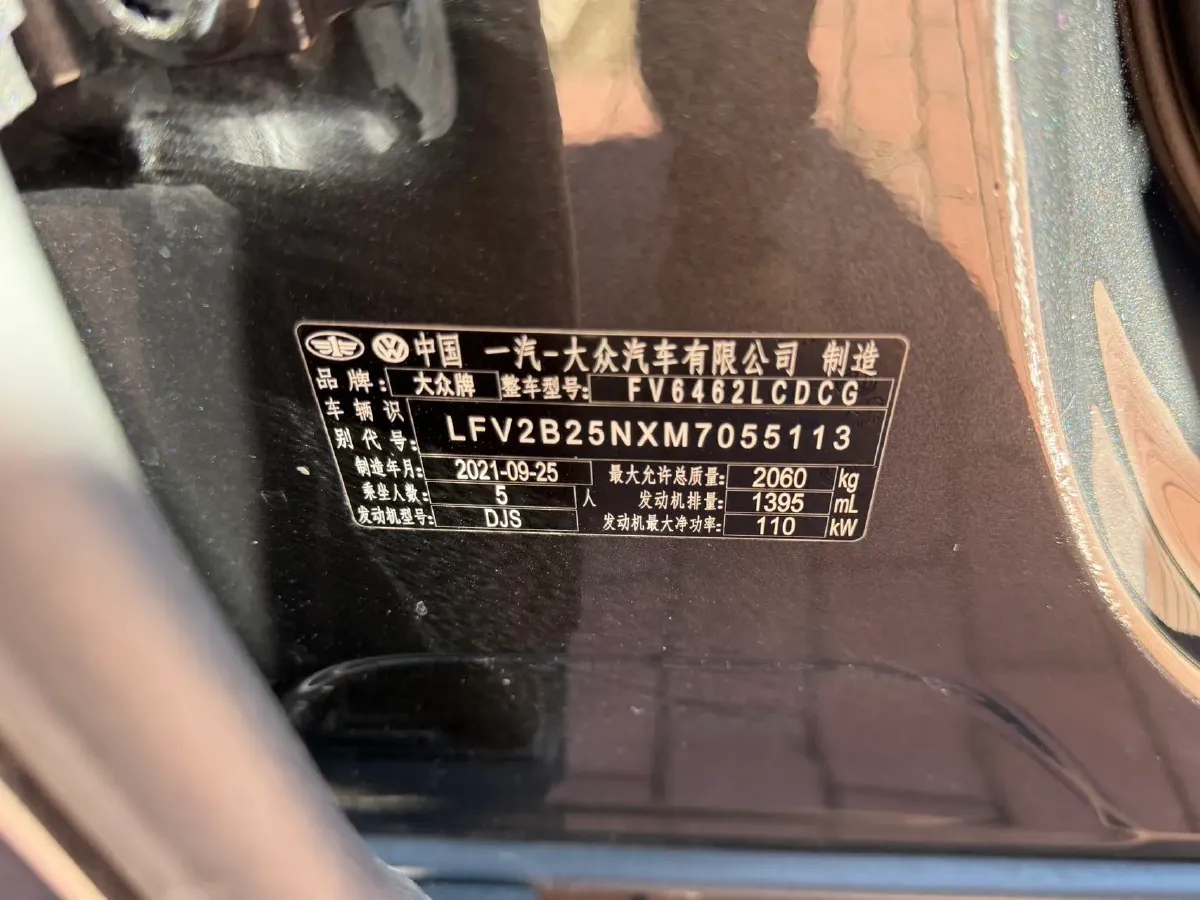 中国 一汽-大众汽车有限公司 制造
品牌: 大众牌 整车型号: FV6462LCDCG
车辆识
别代号: LFV2B25NXM7055113
制造年月: 2021-09-25 最大允许总质量: 2060 kg
乘坐人数: 5 人 发动机排量: 1395 mL
发动机型号: DJS 发动机最大净功率: 110 kW